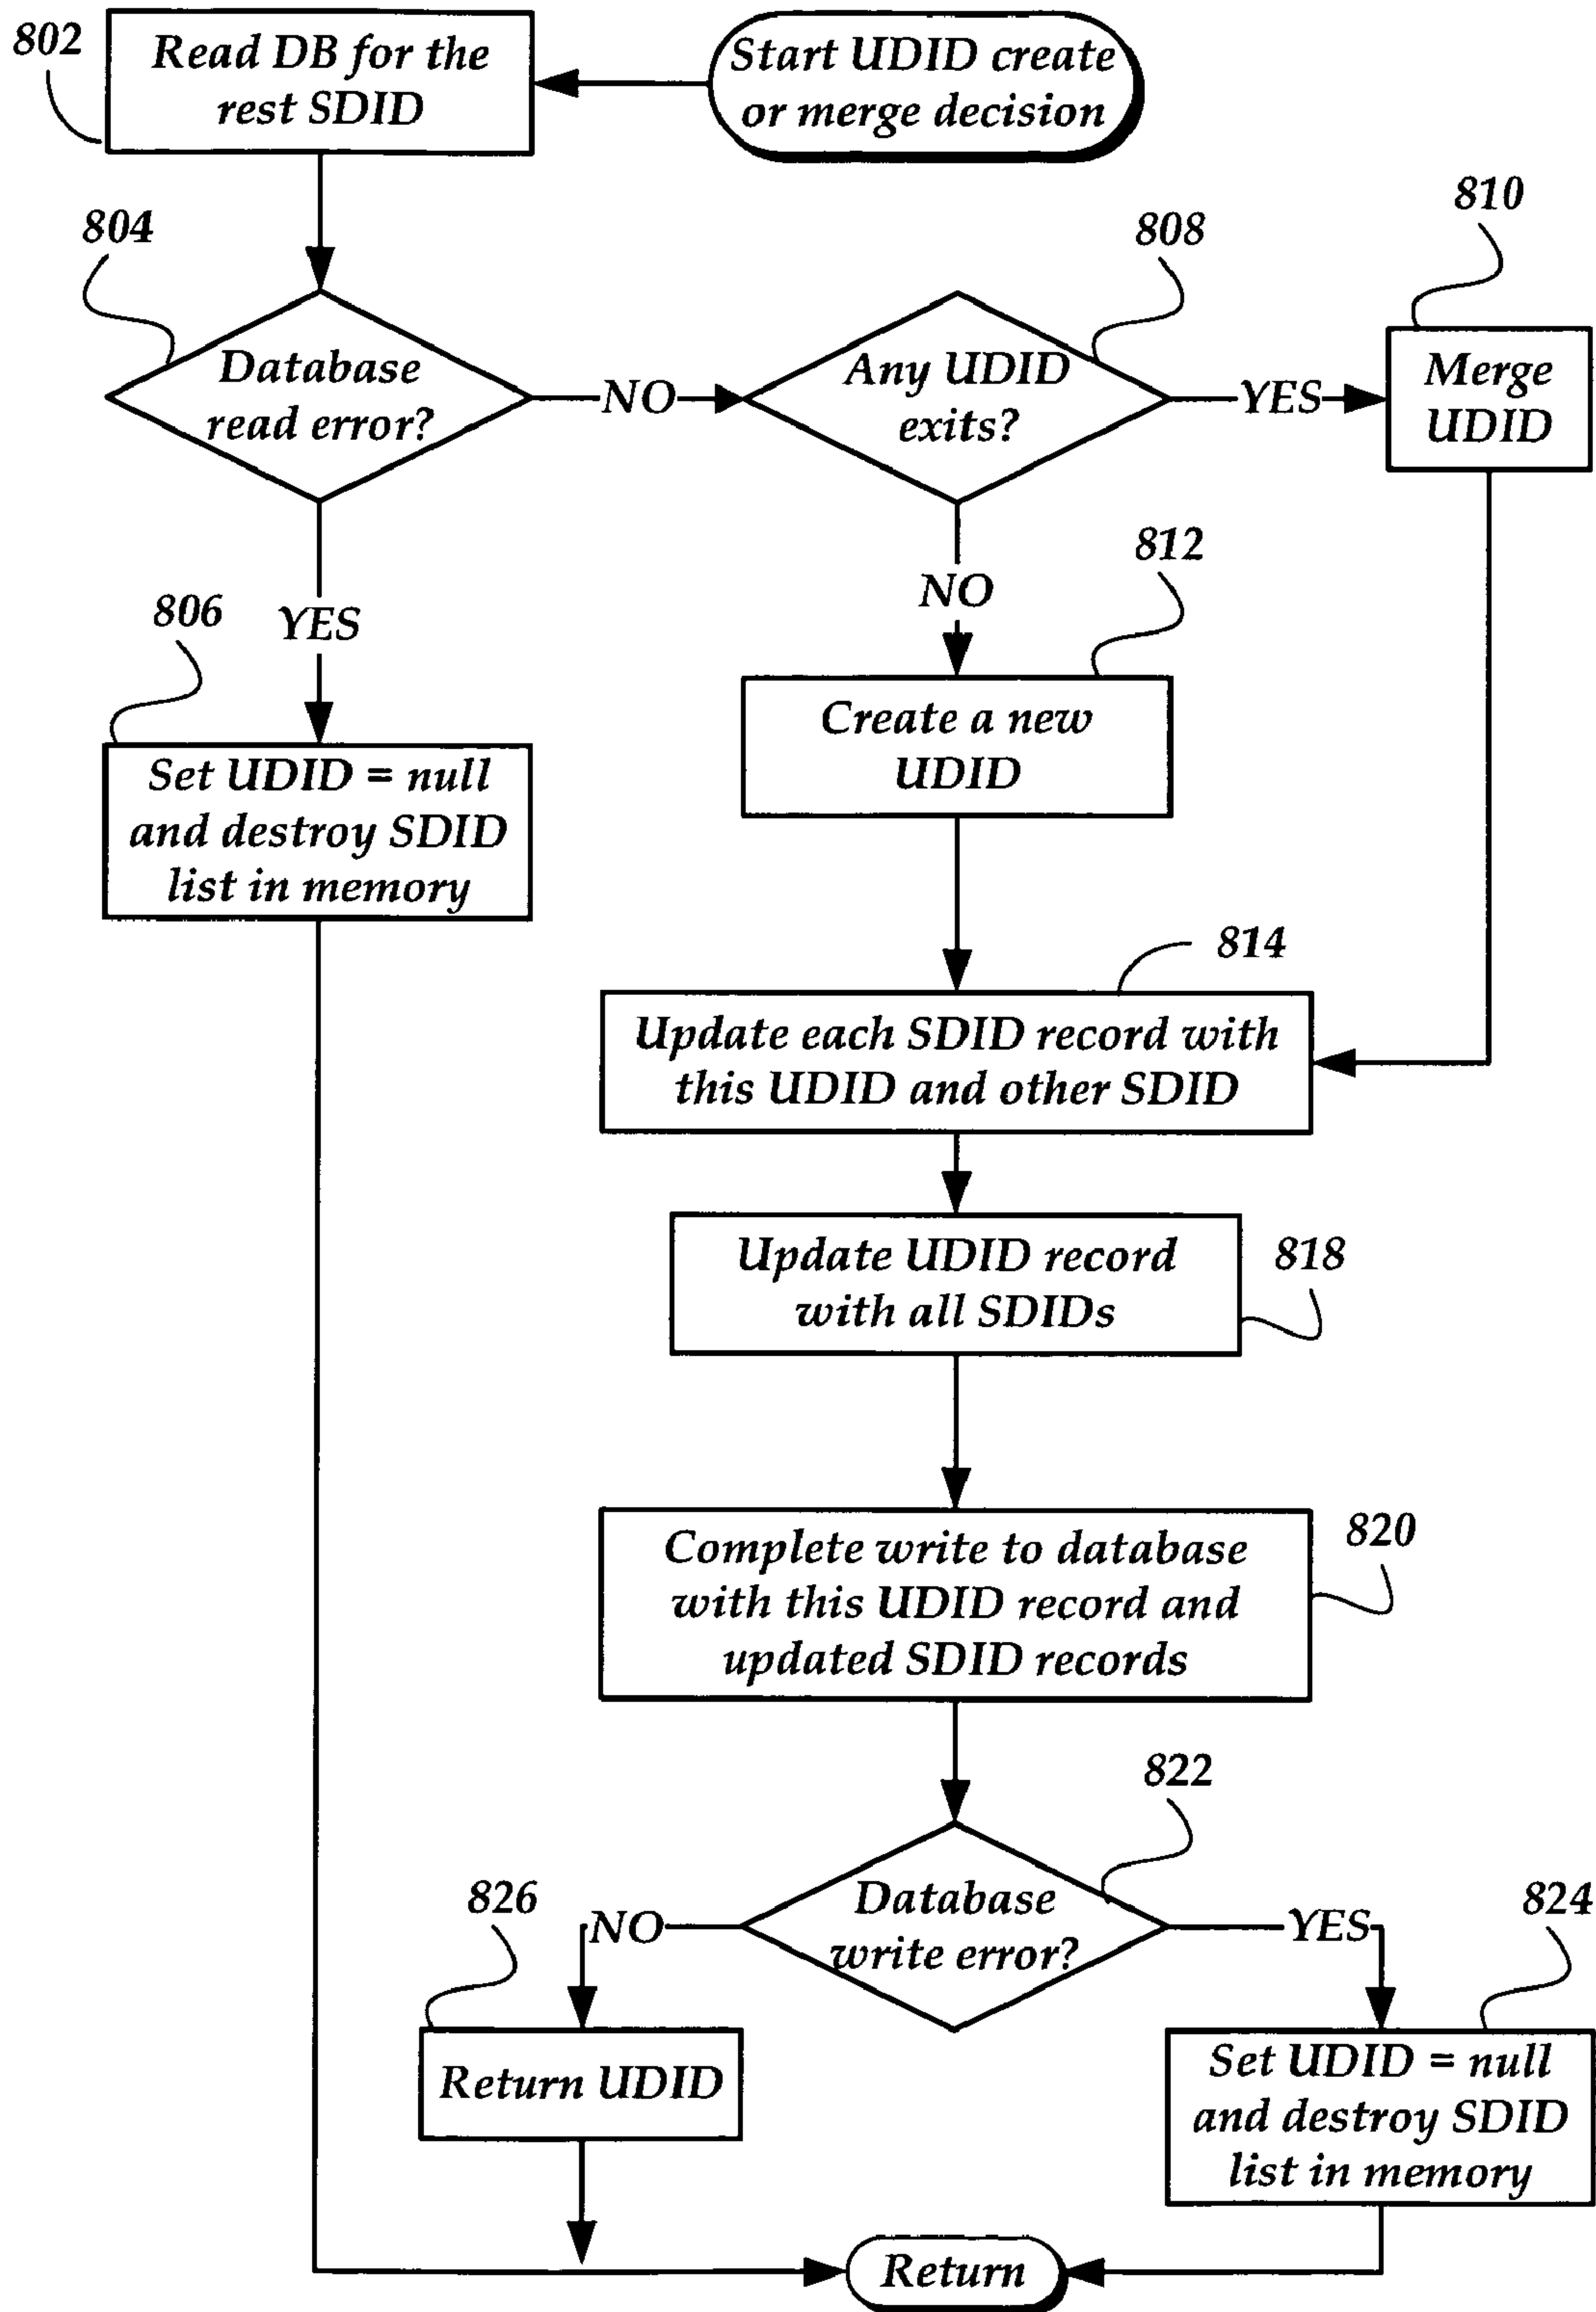 802
Read DB for the
rest SDID
Start UDID create
or merge decision
804
Database
read error?
NO
808
Any UDID
exits?
YES
810
Merge
UDID
YES
806
Set UDID = null
and destroy SDID
list in memory
NO
812
Create a new
UDID
814
Update each SDID record with
this UDID and other SDID
Update UDID record
with all SDIDs
818
Complete write to database
with this UDID record and
updated SDID records
820
822
Database
write error?
NO
826
Return UDID
YES
824
Set UDID = null
and destroy SDID
list in memory
Return